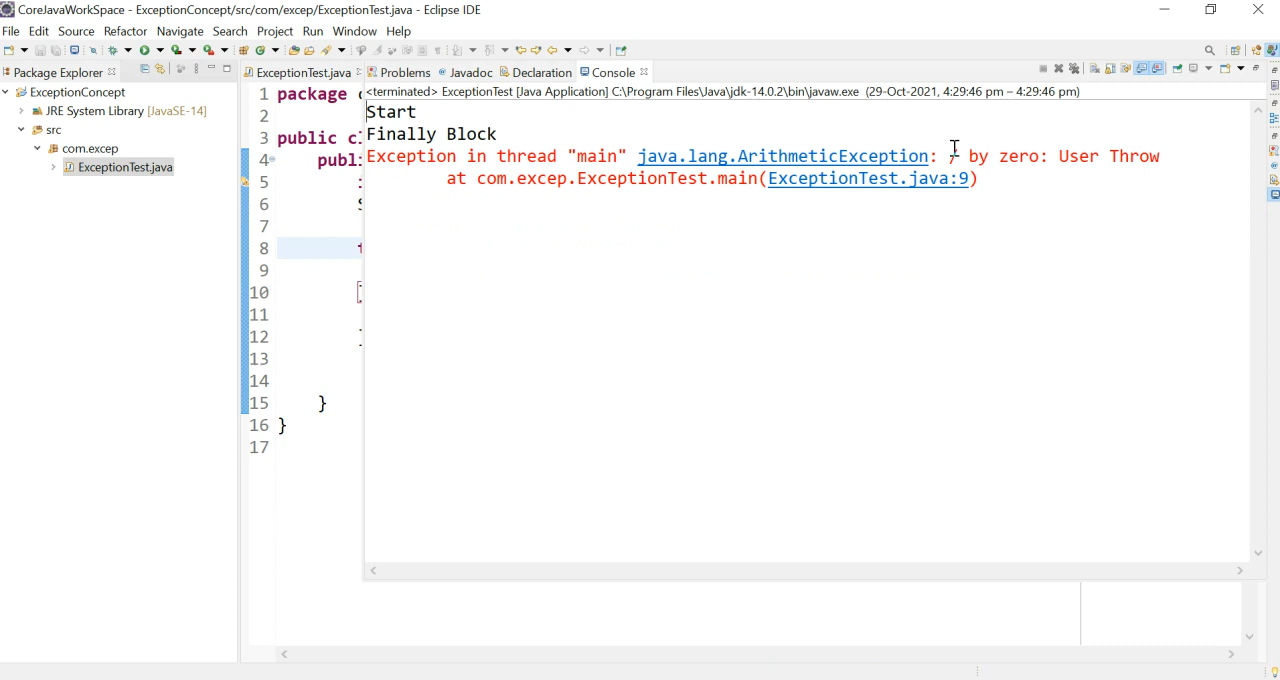 CoreJavaWorkSpace - ExceptionConcept/src/com/excep/ExceptionTest.java - Eclipse IDE
File Edit Source Refactor Navigate Search Project Run Window Help
Package Explorer
ExceptionTest.java
Problems
Javadoc
Declaration
Console
ExceptionConcept
JRE System Library [JavaSE-14]
src
com.excep
ExceptionTest.java
<terminated> ExceptionTest [Java Application] C:\Program Files\Java\jdk-14.0.2\bin\javaw.exe (29-Oct-2021, 4:29:46 pm – 4:29:46 pm)
Start
Finally Block
Exception in thread "main" java.lang.ArithmeticException: / by zero: User Throw
at com.excep.ExceptionTest.main(ExceptionTest.java:9)
1 package
2
3 public
4
5
6
7
8
9
10
11
12
13
14
15 }
16 }
17